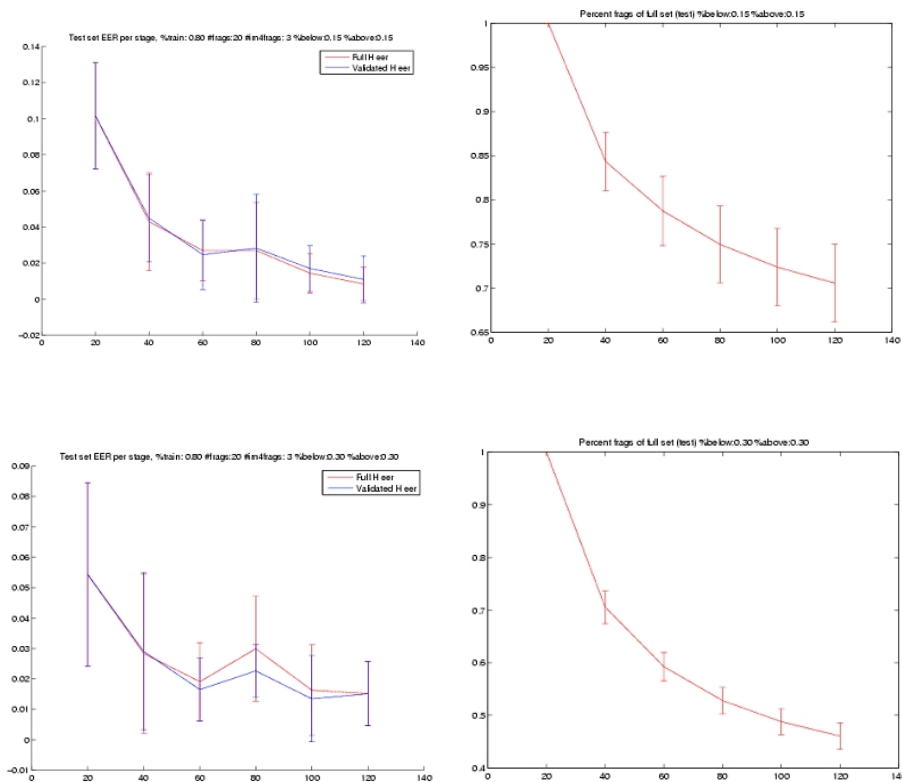 Test set EER per stage, %train: 0.80 #frags:20 #im4frags: 3 %below:0.15 %above:0.15
0.14
0.12
0.1
0.08
0.06
0.04
0.02
0
-0.02
0 20 40 60 80 100 120 140
Full H eer
Validated H eer
Percent frags of full set (test) %below:0.15 %above:0.15
1
0.95
0.9
0.85
0.8
0.75
0.7
0.65
0 20 40 60 80 100 120 140
Test set EER per stage, %train: 0.80 #frags:20 #im4frags: 3 %below:0.30 %above:0.30
0.09
0.08
0.07
0.06
0.05
0.04
0.03
0.02
0.01
0
-0.01
0 20 40 60 80 100 120 140
Full H eer
Validated H eer
Percent frags of full set (test) %below:0.30 %above:0.30
1
0.9
0.8
0.7
0.6
0.5
0.4
0 20 40 60 80 100 120 140